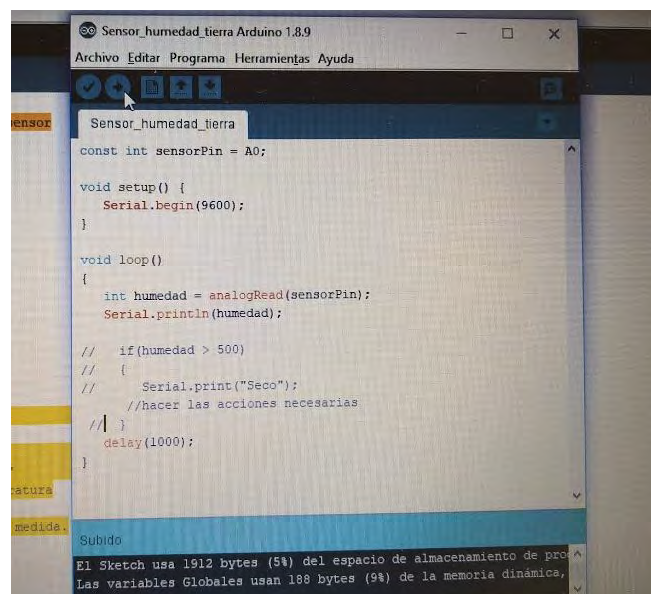 Sensor_humedad_tierra Arduino 1.8.9
Archivo Editar Programa Herramientas Ayuda
Sensor_humedad_tierra
ensor
const int sensorPin = A0;
void setup() {
Serial.begin(9600);
}
void loop()
{
int humedad = analogRead(sensorPin);
Serial.println(humedad);
// if(humedad > 500)
// {
// Serial.print("Seco");
//hacer las acciones necesarias
// }
delay(1000);
}
ratura
medida.
Subido
El Sketch usa 1912 bytes (5%) del espacio de almacenamiento de pro
Las variables Globales usan 188 bytes (9%) de la memoria dinámica,